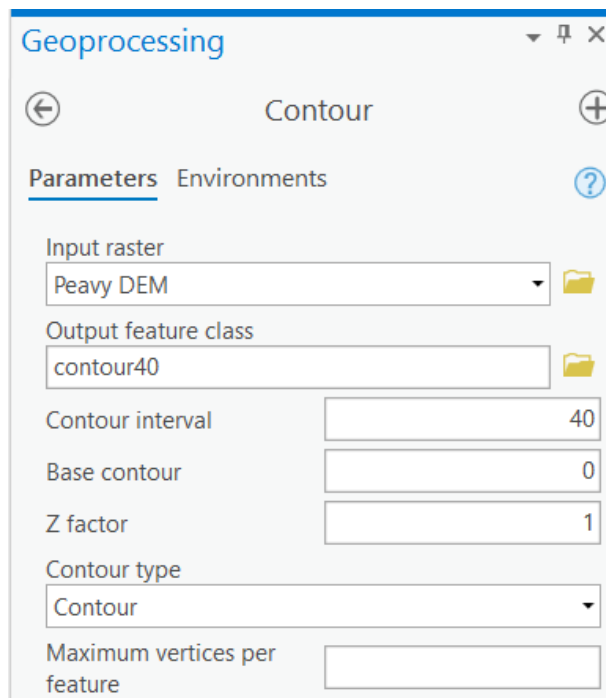 Geoprocessing
Contour
Parameters Environments
Input raster
Peavy DEM
Output feature class
contour40
Contour interval 40
Base contour 0
Z factor 1
Contour type
Contour
Maximum vertices per
feature